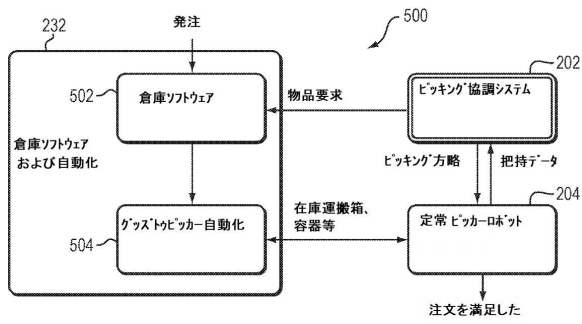 発注
500
232
202
502
倉庫ソフトウェア
物品要求
ピッキング協調システム
倉庫ソフトウェア
および自動化
ピッキング方略
把持データ
204
504
グッズトゥピッカー自動化
在庫運搬箱、
容器等
定常 ピッカーロボット
注文を満足した